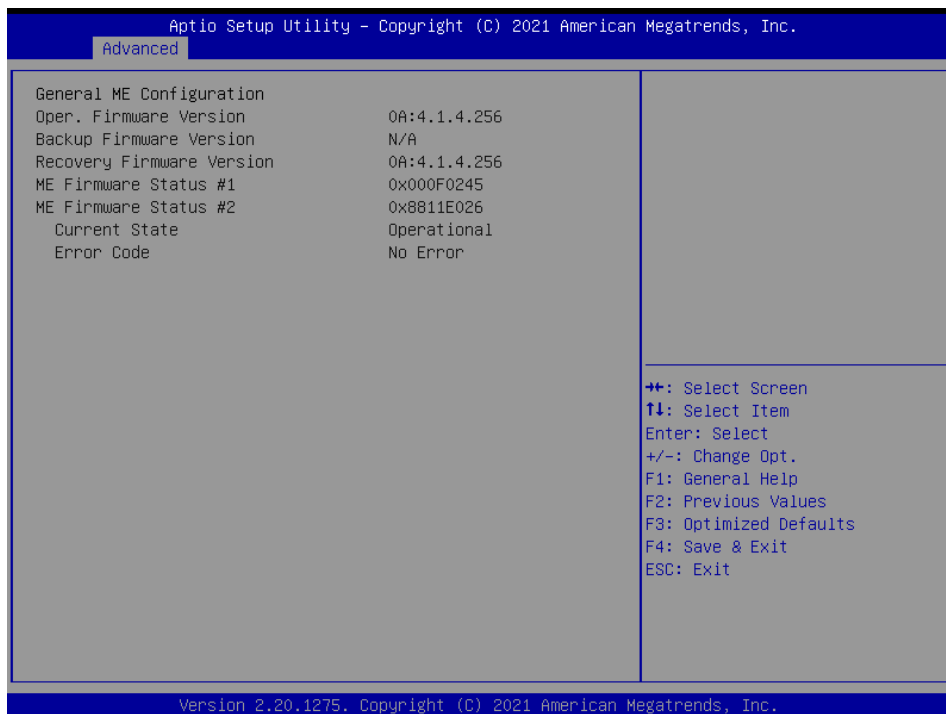 Aptio Setup Utility – Copyright (C) 2021 American Megatrends, Inc.
Advanced
General ME Configuration
Oper. Firmware Version 0A:4.1.4.256
Backup Firmware Version N/A
Recovery Firmware Version 0A:4.1.4.256
ME Firmware Status #1 0x000F0245
ME Firmware Status #2 0x8811E026
Current State Operational
Error Code No Error
→←: Select Screen
↑↓: Select Item
Enter: Select
+/-: Change Opt.
F1: General Help
F2: Previous Values
F3: Optimized Defaults
F4: Save & Exit
ESC: Exit
Version 2.20.1275. Copyright (C) 2021 American Megatrends, Inc.